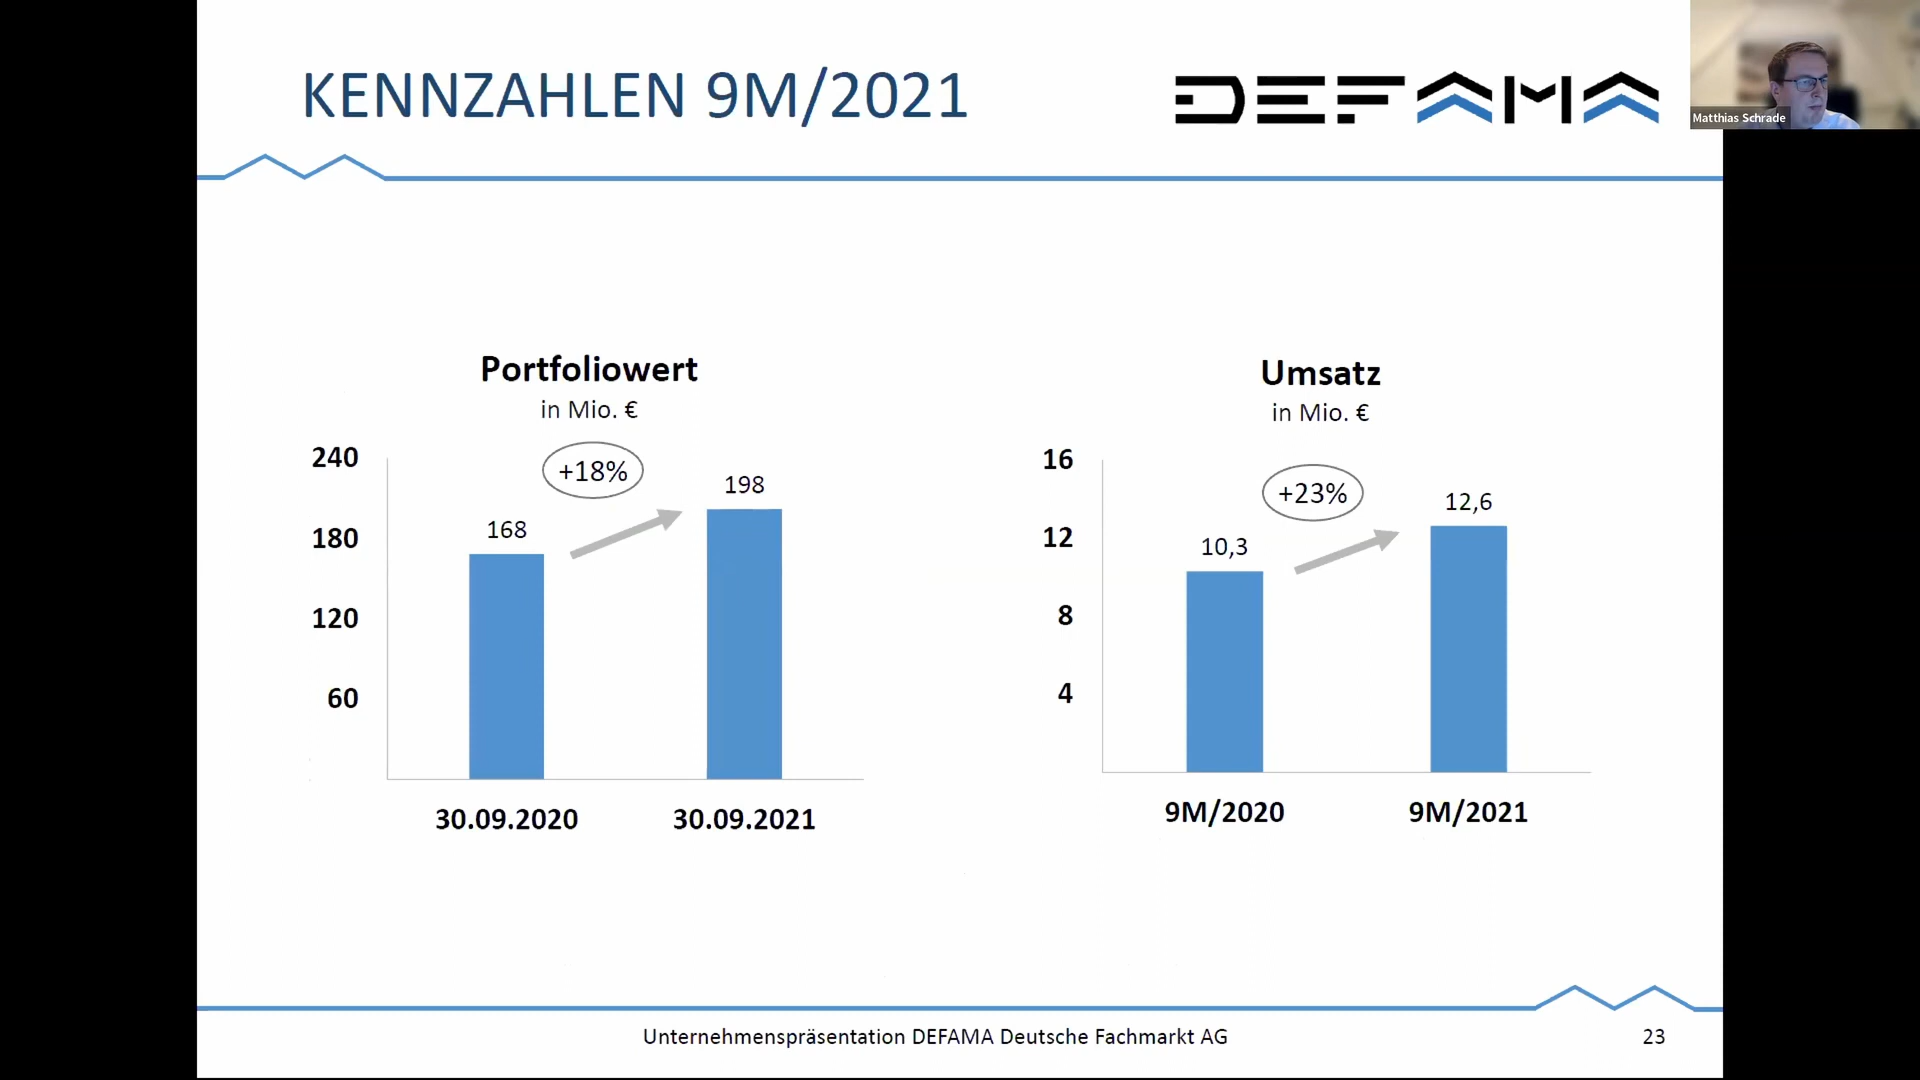 KENNZAHLEN 9M/2021
DEFAMA
Matthias Schrade
Portfoliowert
in Mio. €
240
180
120
60
+18%
168
198
30.09.2020
30.09.2021
Umsatz
in Mio. €
16
12
8
4
+23%
10,3
12,6
9M/2020
9M/2021
Unternehmenspräsentation DEFAMA Deutsche Fachmarkt AG
23